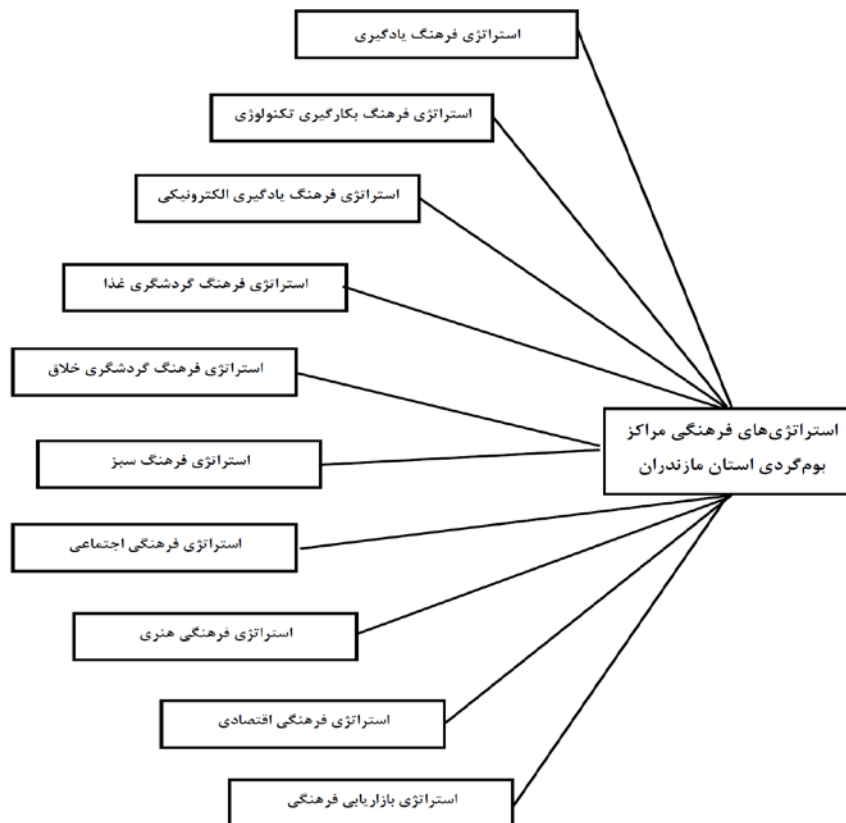 استراتژی فرهنگ یادگیری
استراتژی فرهنگ بکارگیری تکنولوژی
استراتژی فرهنگ یادگیری الکترونیکی
استراتژی فرهنگ گردشگری غذا
استراتژی فرهنگ گردشگری خلاق
استراتژی‌های فرهنگی مراکز
بوم‌گردی استان مازندران
استراتژی فرهنگ سبز
استراتژی فرهنگی اجتماعی
استراتژی فرهنگی هنری
استراتژی فرهنگی اقتصادی
استراتژی بازاریابی فرهنگی